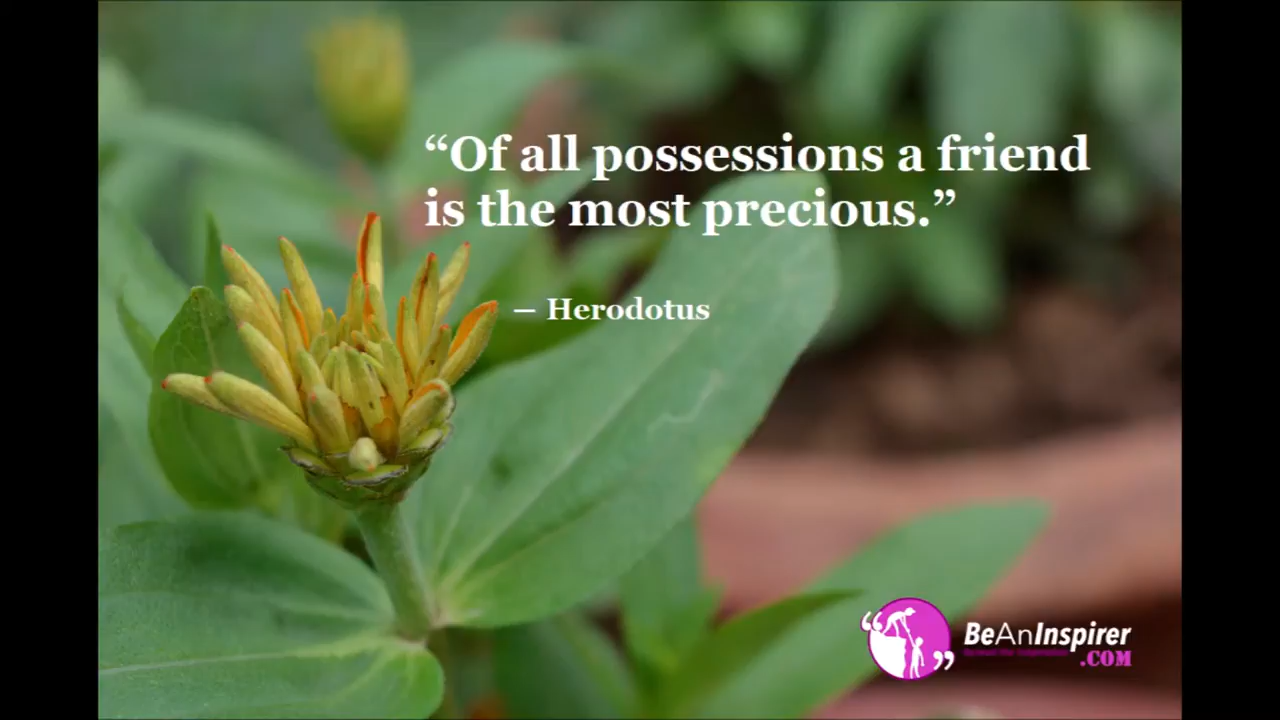 “Of all possessions a friend
is the most precious.”
— Herodotus
BeAnInspirer
.COM